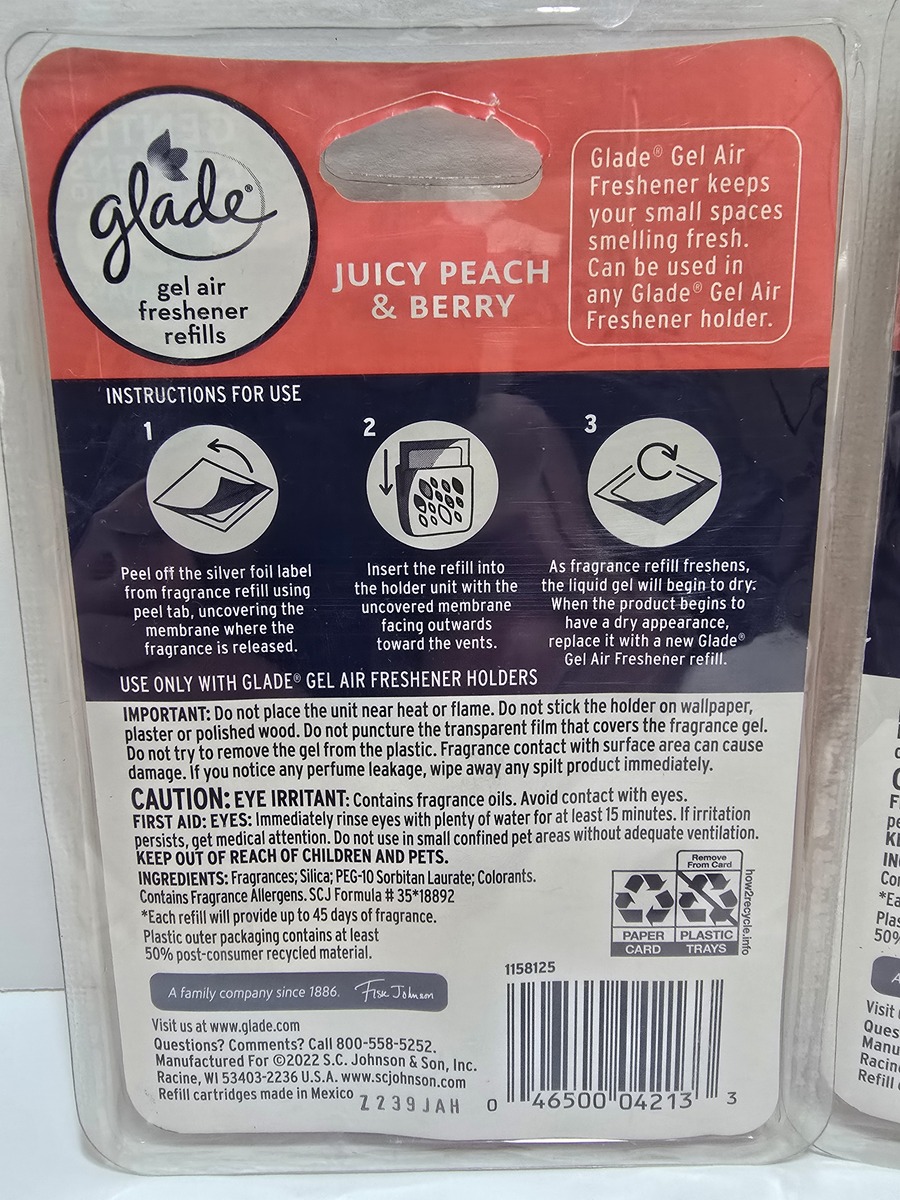 glade®
gel air
freshener
refills
JUICY PEACH
& BERRY
Glade® Gel Air
Freshener keeps
your small spaces
smelling fresh.
Can be used in
any Glade® Gel Air
Freshener holder.
INSTRUCTIONS FOR USE
1
Peel off the silver foil label
from fragrance refill using
peel tab, uncovering the
membrane where the
fragrance is released.
2
Insert the refill into
the holder unit with the
uncovered membrane
facing outwards
toward the vents.
3
As fragrance refill freshens,
the liquid gel will begin to dry.
When the product begins to
have a dry appearance,
replace it with a new Glade®
Gel Air Freshener refill.
USE ONLY WITH GLADE® GEL AIR FRESHENER HOLDERS
IMPORTANT: Do not place the unit near heat or flame. Do not stick the holder on wallpaper,
plaster or polished wood. Do not puncture the transparent film that covers the fragrance gel.
Do not try to remove the gel from the plastic. Fragrance contact with surface area can cause
damage. If you notice any perfume leakage, wipe away any spilt product immediately.
CAUTION: EYE IRRITANT: Contains fragrance oils. Avoid contact with eyes.
FIRST AID: EYES: Immediately rinse eyes with plenty of water for at least 15 minutes. If irritation
persists, get medical attention. Do not use in small confined pet areas without adequate ventilation.
KEEP OUT OF REACH OF CHILDREN AND PETS.
INGREDIENTS: Fragrances; Silica; PEG-10 Sorbitan Laurate; Colorants.
Contains Fragrance Allergens. SCJ Formula # 35*18892
*Each refill will provide up to 45 days of fragrance.
Plastic outer packaging contains at least
50% post-consumer recycled material.
Remove
From Card
PAPER
CARD
PLASTIC
TRAYS
how2recycle.info
A family company since 1886. Fisk Johnson
Visit us at www.glade.com
Questions? Comments? Call 800-558-5252.
Manufactured For ©2022 S.C. Johnson & Son, Inc.
Racine, WI 53403-2236 U.S.A. www.scjohnson.com
Refill cartridges made in Mexico
Z239JAH
1158125
0 46500 04213 3
Visit
Ques
Manu
Racin
Refill